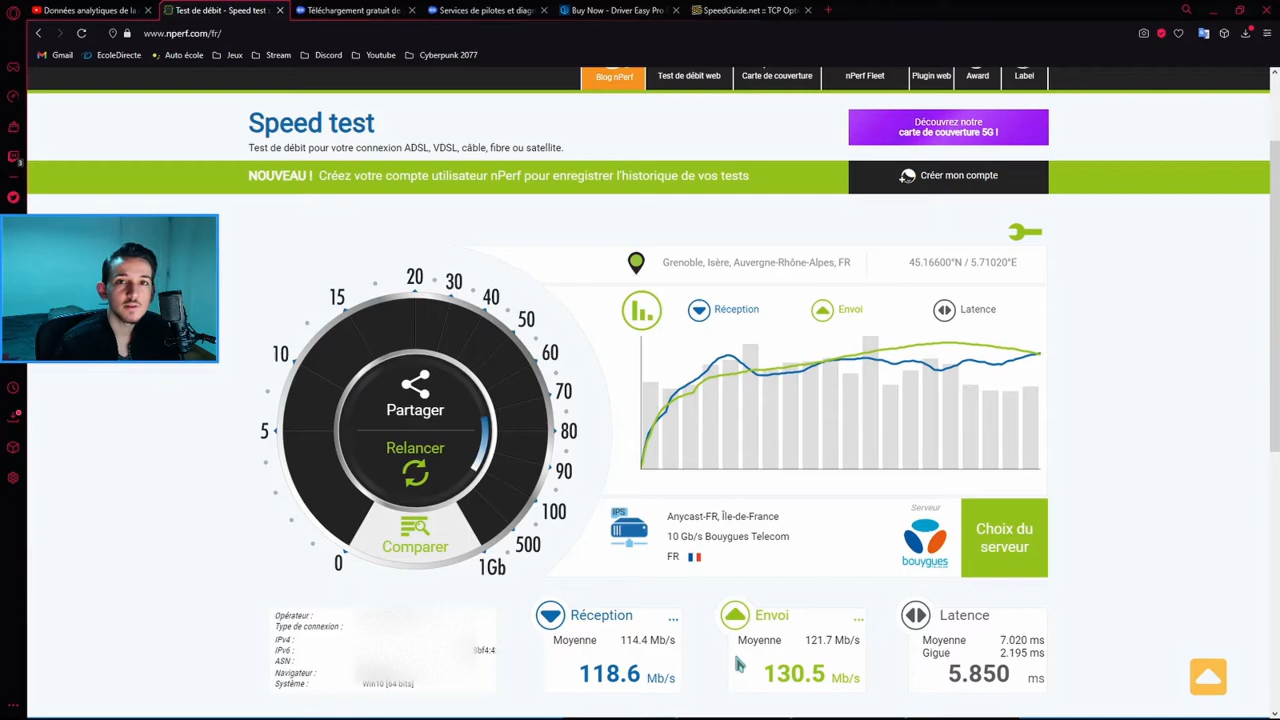 Données analytiques de la
Test de débit - Speed test
Téléchargement gratuit de
Services de pilotes et diag
Buy Now - Driver Easy Pro
SpeedGuide.net :: TCP Opti
www.nperf.com/fr/
Gmail EcoleDirecte Auto école Jeux Stream Discord Youtube Cyberpunk 2077
Blog nPerf Test de débit web Carte de couverture nPerf Fleet Plugin web Award Label
Speed test
Test de débit pour votre connexion ADSL, VDSL, câble, fibre ou satellite.
Découvrez notre
carte de couverture 5G !
NOUVEAU ! Créez votre compte utilisateur nPerf pour enregistrer l'historique de vos tests
Créer mon compte
Grenoble, Isère, Auvergne-Rhône-Alpes, FR 45.16600°N / 5.71020°E
Réception Envoi Latence
0
5
10
15
20
30
40
50
60
70
80
90
100
500
1Gb
Partager
Relancer
Comparer
IPS
Anycast-FR, Île-de-France
10 Gb/s Bouygues Telecom
FR
Serveur
bouygues
Choix du
serveur
Opérateur :
Type de connexion :
IPv4 :
IPv6 : 9bf4:4:
ASN :
Navigateur :
Système : Win10 [64 bits]
Réception ...
Moyenne 114.4 Mb/s
118.6 Mb/s
Envoi ...
Moyenne 121.7 Mb/s
130.5 Mb/s
Latence
Moyenne 7.020 ms
Gigue 2.195 ms
5.850 ms